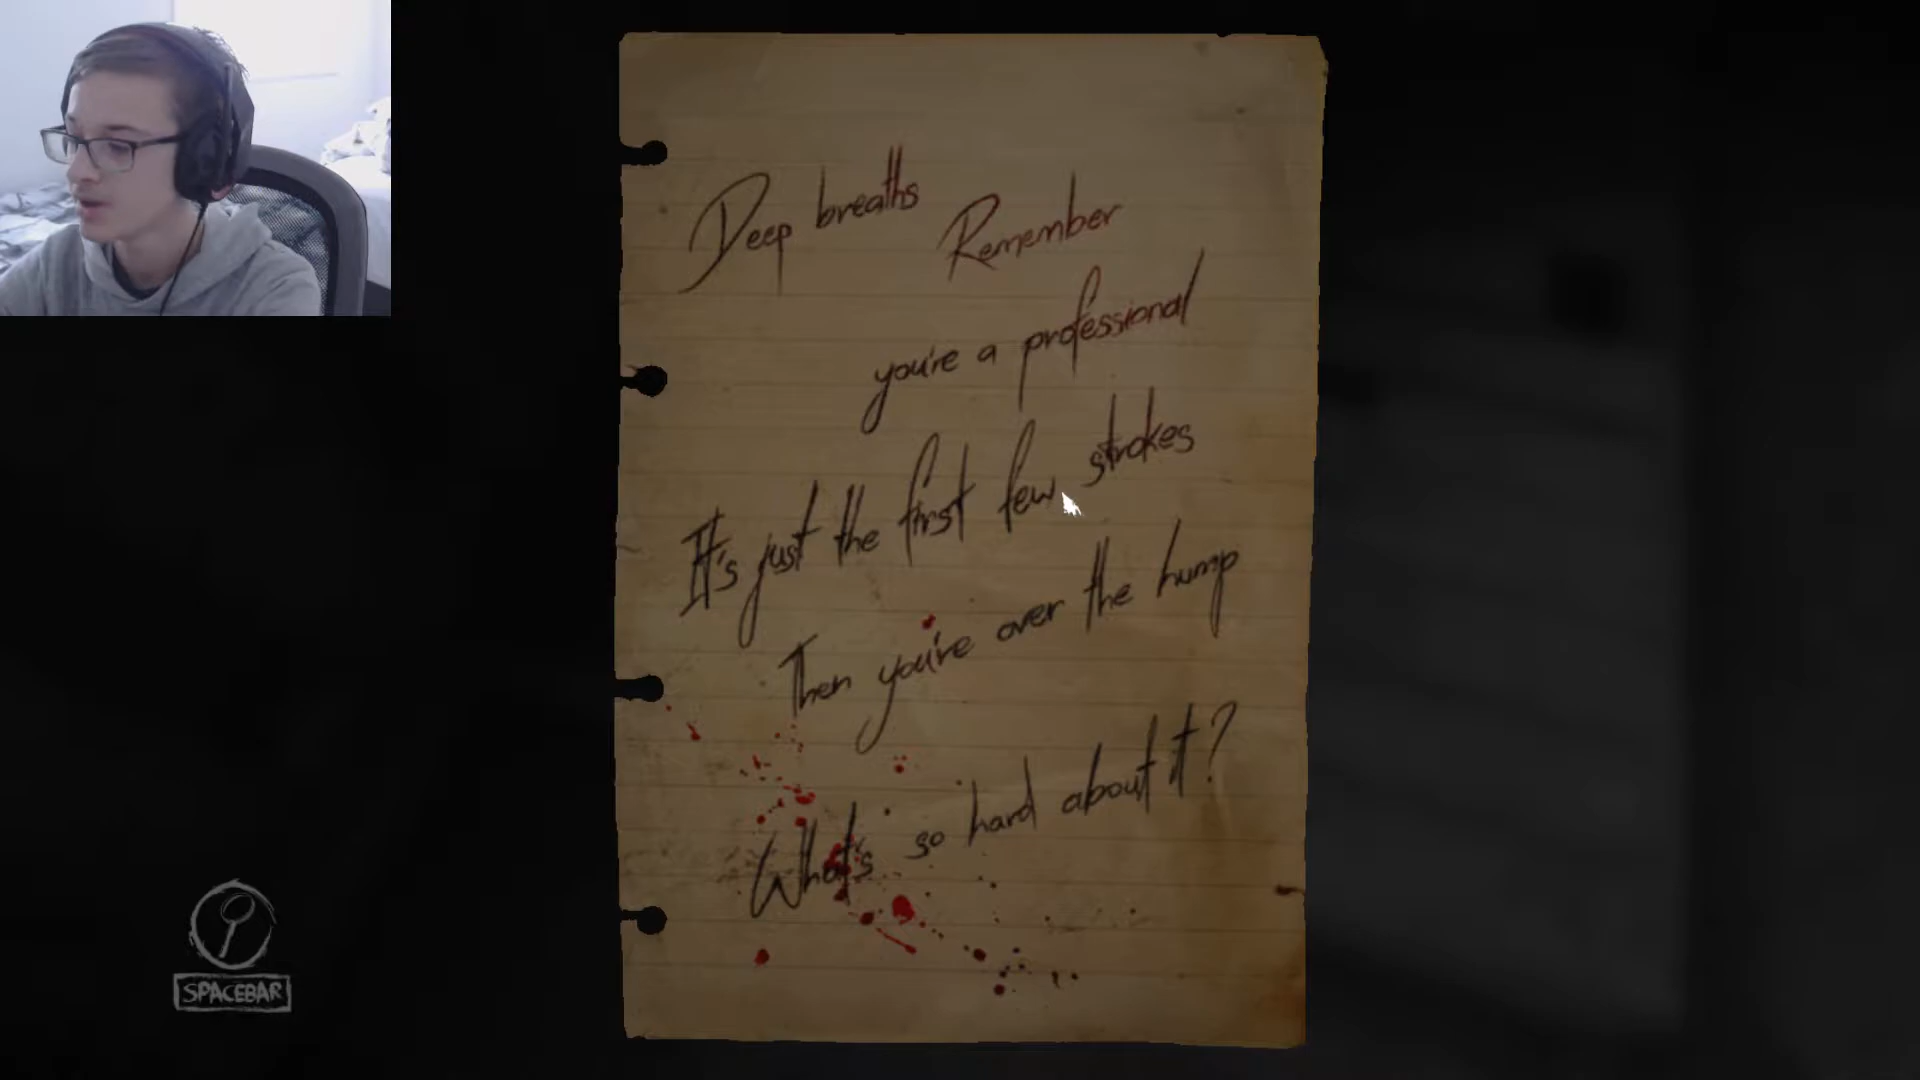 Deep breaths Remember
you're a professional
It's just the first few strokes
Then you're over the hump
What's so hard about it?
SPACEBAR